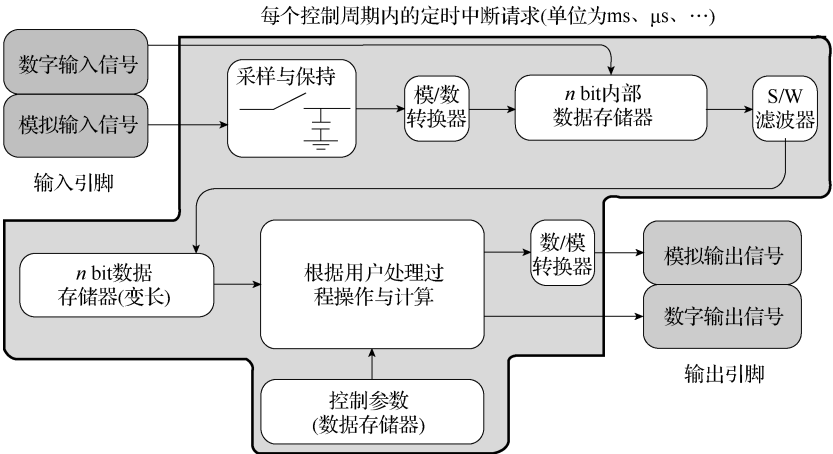 每个控制周期内的定时中断请求(单位为ms、μs、…)
数字输入信号
模拟输入信号
输入引脚
采样与保持
模/数
转换器
n bit内部
数据存储器
S/W
滤波器
n bit数据
存储器(变长)
根据用户处理过
程操作与计算
数/模
转换器
模拟输出信号
数字输出信号
输出引脚
控制参数
(数据存储器)